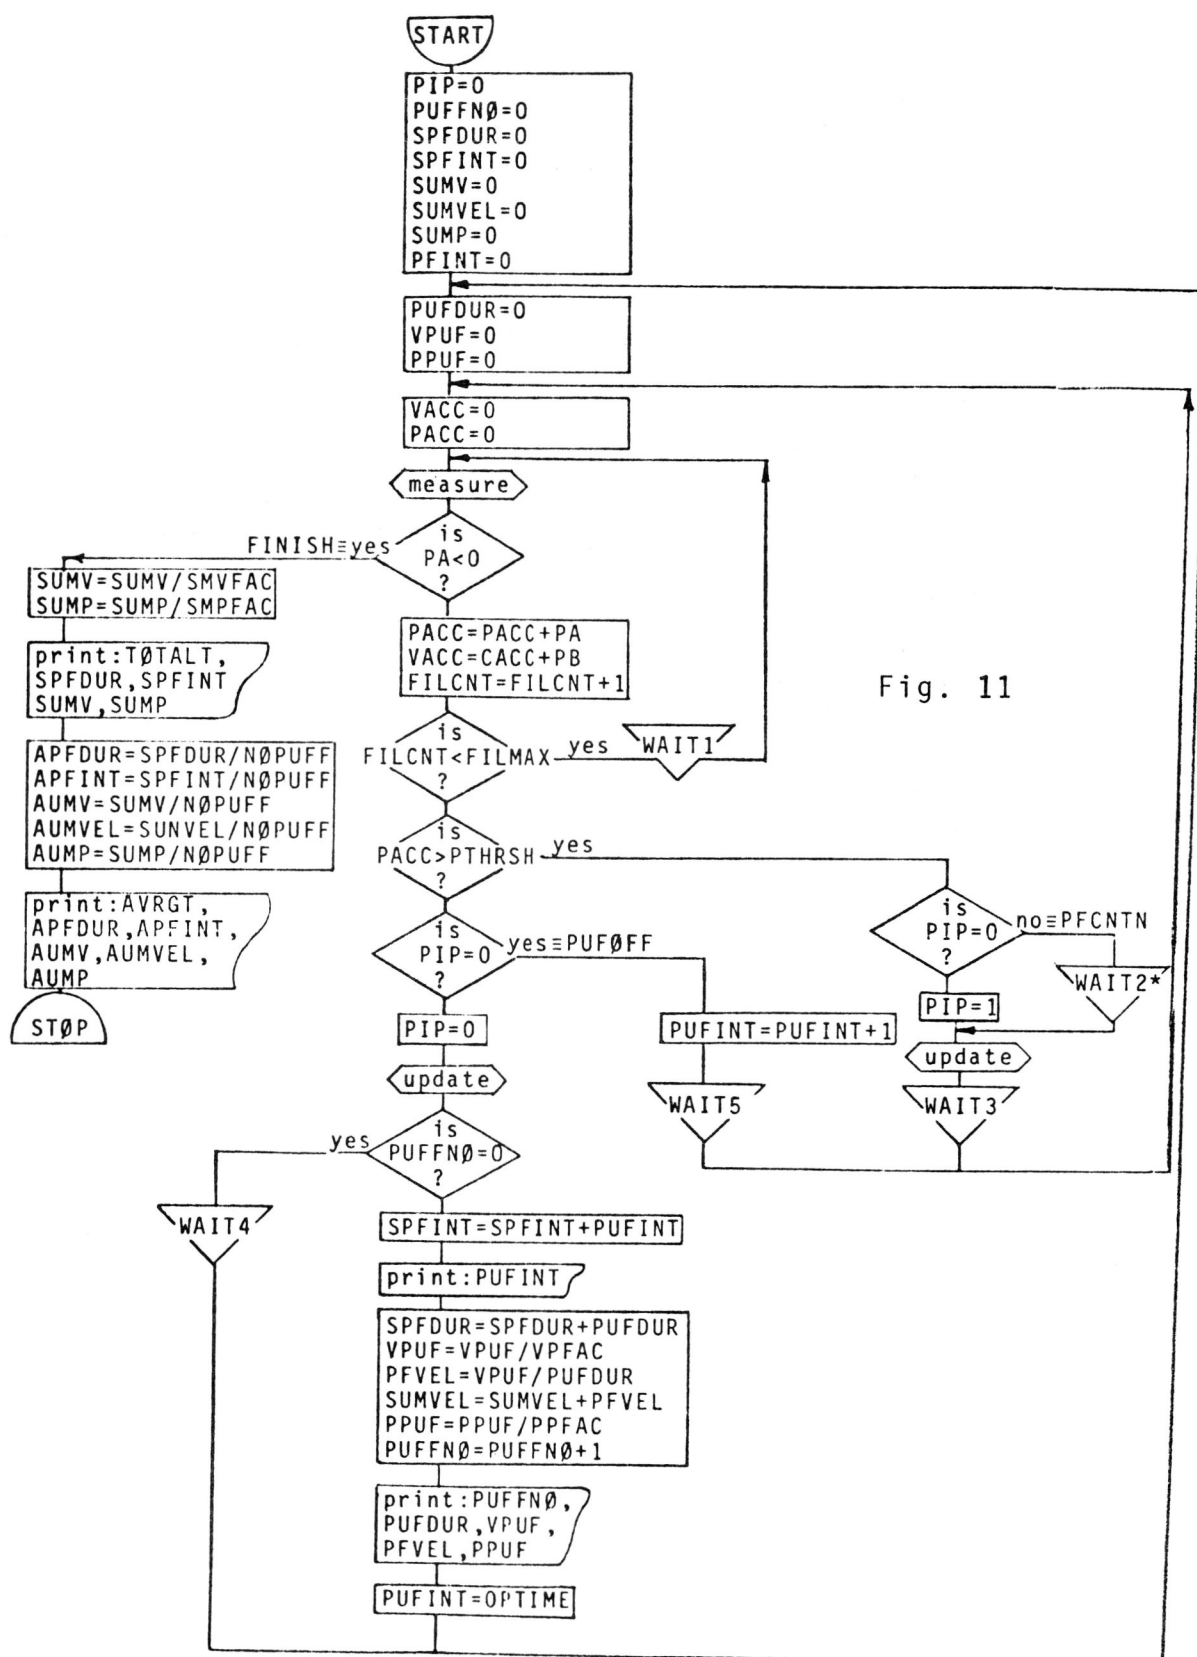 START
PIP=0
PUFFNØ=0
SPFDUR=0
SPFINT=0
SUMV=0
SUMVEL=0
SUMP=0
PFINT=0
PUFDUR=0
VPUF=0
PPUF=0
VACC=0
PACC=0
measure
is
PA<0
?
FINISH≡yes
SUMV=SUMV/SMVFAC
SUMP=SUMP/SMPFAC
print:TØTALT,
SPFDUR,SPFINT
SUMV,SUMP
APFDUR=SPFDUR/NØPUFF
APFINT=SPFINT/NØPUFF
AUMV=SUMV/NØPUFF
AUMVEL=SUNVEL/NØPUFF
AUMP=SUMP/NØPUFF
print:AVRGT,
APFDUR,APFINT,
AUMV,AUMVEL,
AUMP
STØP
PACC=PACC+PA
VACC=CACC+PB
FILCNT=FILCNT+1
Fig. 11
is
FILCNT<FILMAX
?
yes
WAIT1
is
PACC>PTHRSH
?
yes
is
PIP=0
?
no≡PFCNTN
WAIT2*
PIP=1
update
WAIT3
is
PIP=0
?
yes≡PUFØFF
PUFINT=PUFINT+1
WAIT5
PIP=0
update
is
PUFFNØ=0
?
yes
WAIT4
SPFINT=SPFINT+PUFINT
print:PUFINT
SPFDUR=SPFDUR+PUFDUR
VPUF=VPUF/VPFAC
PFVEL=VPUF/PUFDUR
SUMVEL=SUMVEL+PFVEL
PPUF=PPUF/PPFAC
PUFFNØ=PUFFNØ+1
print:PUFFNØ,
PUFDUR,VPUF,
PFVEL,PPUF
PUFINT=OPTIME